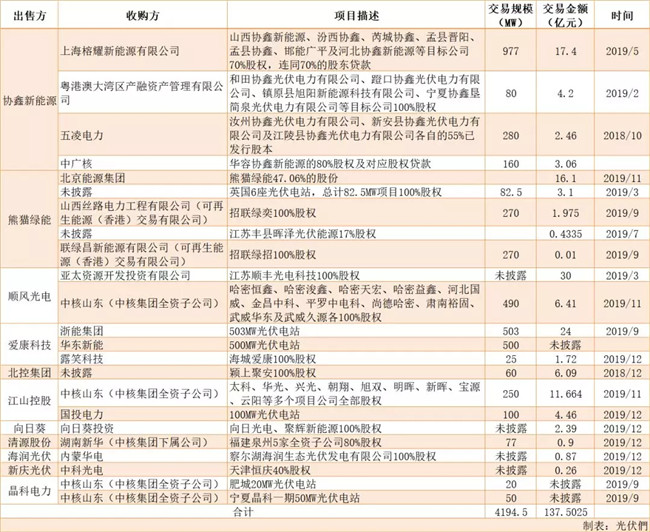 出售方 收购方 项目描述 交易规模（MW） 交易金额（亿元） 时间
协鑫新能源
上海榕耀新能源有限公司
山西协鑫新能源、汾西协鑫、芮城协鑫、孟县晋阳、
孟县协鑫、邯能广平及河北协鑫新能源等目标公司
70%股权，连同70%的股东贷款
977 17.4 2019/5
粤港澳大湾区产融资产管理有限公司
和田协鑫光伏电力有限公司、蹬口协鑫光伏电力有限公
司、镇原县旭阳新能源科技有限公司、宁夏协鑫垦
简泉光伏电力有限公司等目标公司100%股权
80 4.2 2019/2
五凌电力
汝州协鑫光伏电力有限公司、新安县协鑫光伏电力有
限公司及江陵县协鑫光伏电力有限公司各自的55%已
发行股本
280 2.46 2018/10
中广核 华容协鑫新能源的80%股权及对应股权贷款 160 3.06
熊猫绿能
北京能源集团 熊猫绿能47.06%的股份 16.1 2019/11
未披露 英国6座光伏电站，总计82.5MW项目100%股权 82.5 3.1 2019/3
山西丝路电力工程有限公司（可再
生能源（香港）交易有限公司）
招联绿奕100%股权 270 1.975 2019/9
未披露 江苏丰县晖泽光伏能源17%股权 0.4335 2019/7
联绿昌新能源有限公司（可再生能
源（香港）交易有限公司）
招联绿招100%股权 270 0.01 2019/9
顺风光电
亚太资源开发投资有限公司 江苏顺丰光电科技100%股权 未披露 30 2019/3
中核山东（中核集团全资子公司）
哈密恒鑫、哈密浚鑫、哈密天宏、哈密益鑫、河北国
威、金昌中科、平罗中电科、尚德哈密、肃南裕固、
武威华东及武威久源各100%股权
490 6.41 2019/11
爱康科技
浙能集团 503MW光伏电站 503 24 2019/9
华东新能 500MW光伏电站 500 未披露
露笑科技 海城爱康100%股权 25 1.72 2019/12
北控集团 未披露 颍上聚安100%股权 60 6.09 2018/12
江山控股
中核山东（中核集团全资子公司）
太科、华光、兴光、朝翔、旭双、明晖、新晖、宝源
、云阳等多个项目公司全部股权
250 11.664 2019/11
国投电力 100MW光伏电站 100 4.46 2019/12
向日葵 向日葵投资 向日光电、聚辉新能源100%股权 未披露 2.39 2019/12
清源股份 湖南新华（中核集团下属公司） 福建泉州5家全资子公司80%股权 77 0.9 2019/12
海润光伏 内蒙华电 察尔湖海润生态光伏发电有限公司100%股权 未披露 0.87 2019/12
新庆光伏 中科光电 天津恒庆40%股权 未披露 0.26 2019/12
晶科电力
中核山东（中核集团全资子公司） 肥城20MW光伏电站 20 未披露 2019/9
中核山东（中核集团全资子公司） 宁夏晶科一期50MW光伏电站 50 未披露 2019/9
合计 4194.5 137.5025
制表：光伏們